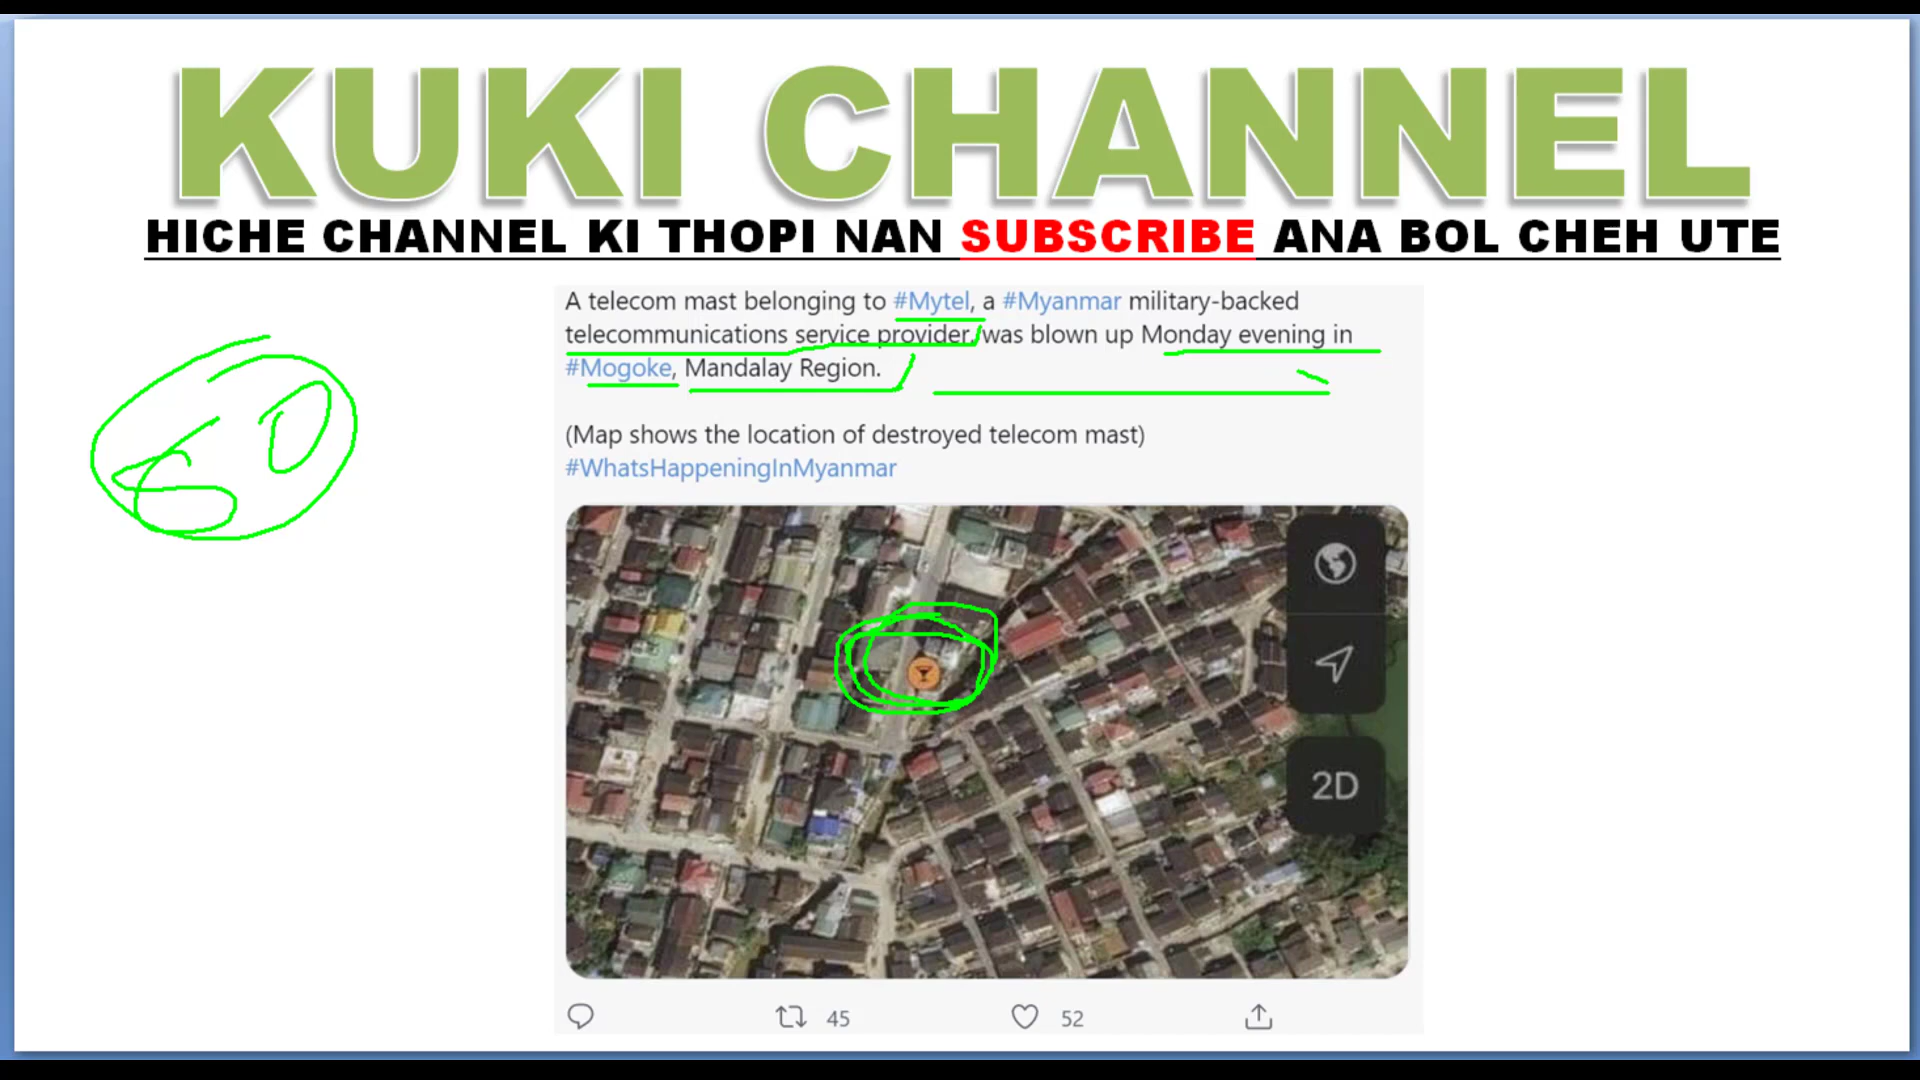 KUKI CHANNEL
HICHE CHANNEL KI THOPI NAN SUBSCRIBE ANA BOL CHEH UTE
A telecom mast belonging to #Mytel, a #Myanmar military-backed
telecommunications service provider, was blown up Monday evening in
#Mogoke, Mandalay Region.
(Map shows the location of destroyed telecom mast)
#WhatsHappeningInMyanmar
2D
45
52